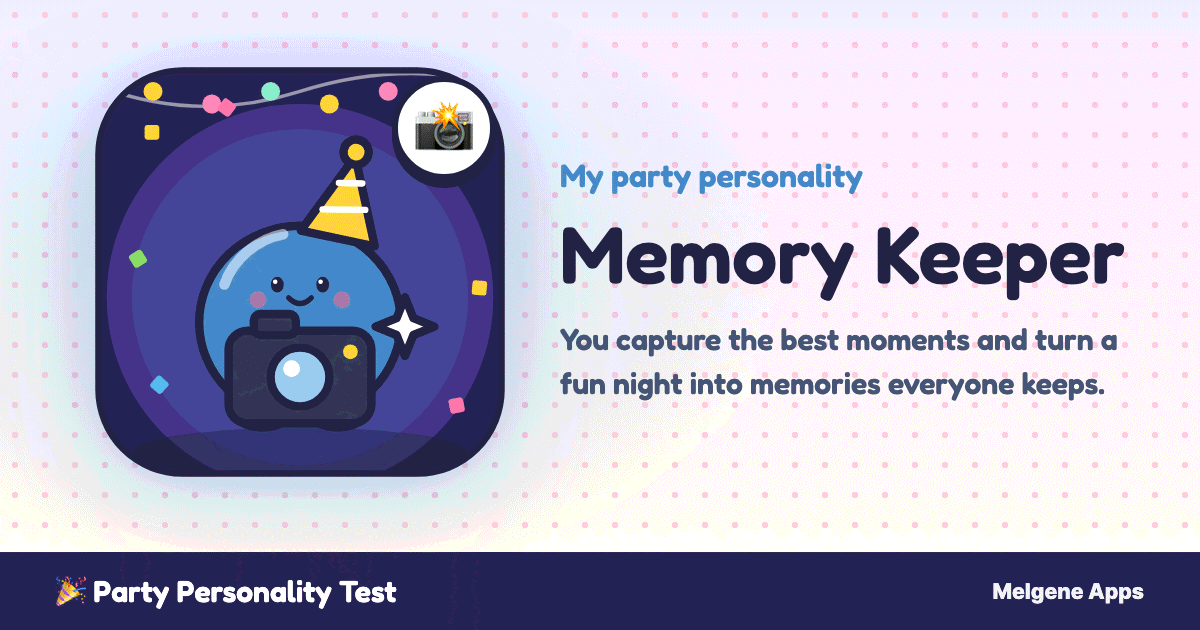 My party personality
Memory Keeper
You capture the best moments and turn a
fun night into memories everyone keeps.
Party Personality Test
Melgene Apps